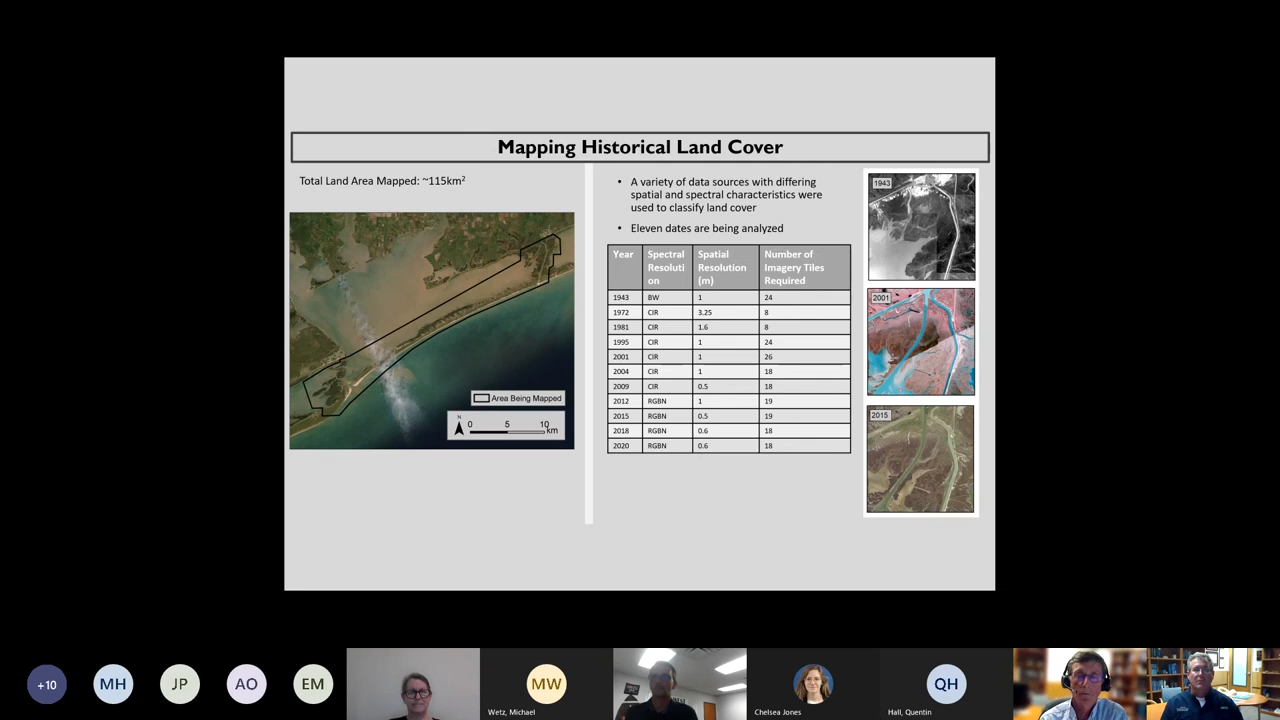 Mapping Historical Land Cover
Total Land Area Mapped: ~115km²
Area Being Mapped
N
0 5 10
km
• A variety of data sources with differing
spatial and spectral characteristics were
used to classify land cover
• Eleven dates are being analyzed
Year Spectral Resoluti on Spatial Resolution (m) Number of Imagery Tiles Required
1943 BW 1 24
1972 CIR 3.25 8
1981 CIR 1.6 8
1995 CIR 1 24
2001 CIR 1 26
2004 CIR 1 18
2009 CIR 0.5 18
2012 RGBN 1 19
2015 RGBN 0.5 19
2018 RGBN 0.6 18
2020 RGBN 0.6 18
1943
2001
2015
+10 MH JP AO EM MW QH
Wetz, Michael Chelsea Jones Hall, Quentin